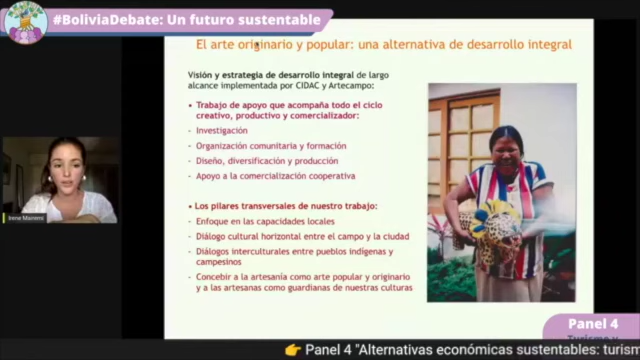 #BoliviaDebate: Un futuro sustentable
El arte originario y popular: una alternativa de desarrollo integral
Visión y estrategia de desarrollo integral de largo
alcance implementada por CIDAC y Artecampo:
• Trabajo de apoyo que acompaña todo el ciclo
creativo, productivo y comercializador:
- Investigación
- Organización comunitaria y formación
- Diseño, diversificación y producción
- Apoyo a la comercialización cooperativa
• Los pilares transversales de nuestro trabajo:
- Enfoque en las capacidades locales
- Diálogo cultural horizontal entre el campo y la ciudad
- Diálogos interculturales entre pueblos indígenas y
campesinos
- Concebir a la artesanía como arte popular y originario
y a las artesanas como guardianas de nuestras culturas
Irene Mairens
Panel 4
Turismo y
👉 Panel 4 "Alternativas económicas sustentables: turism